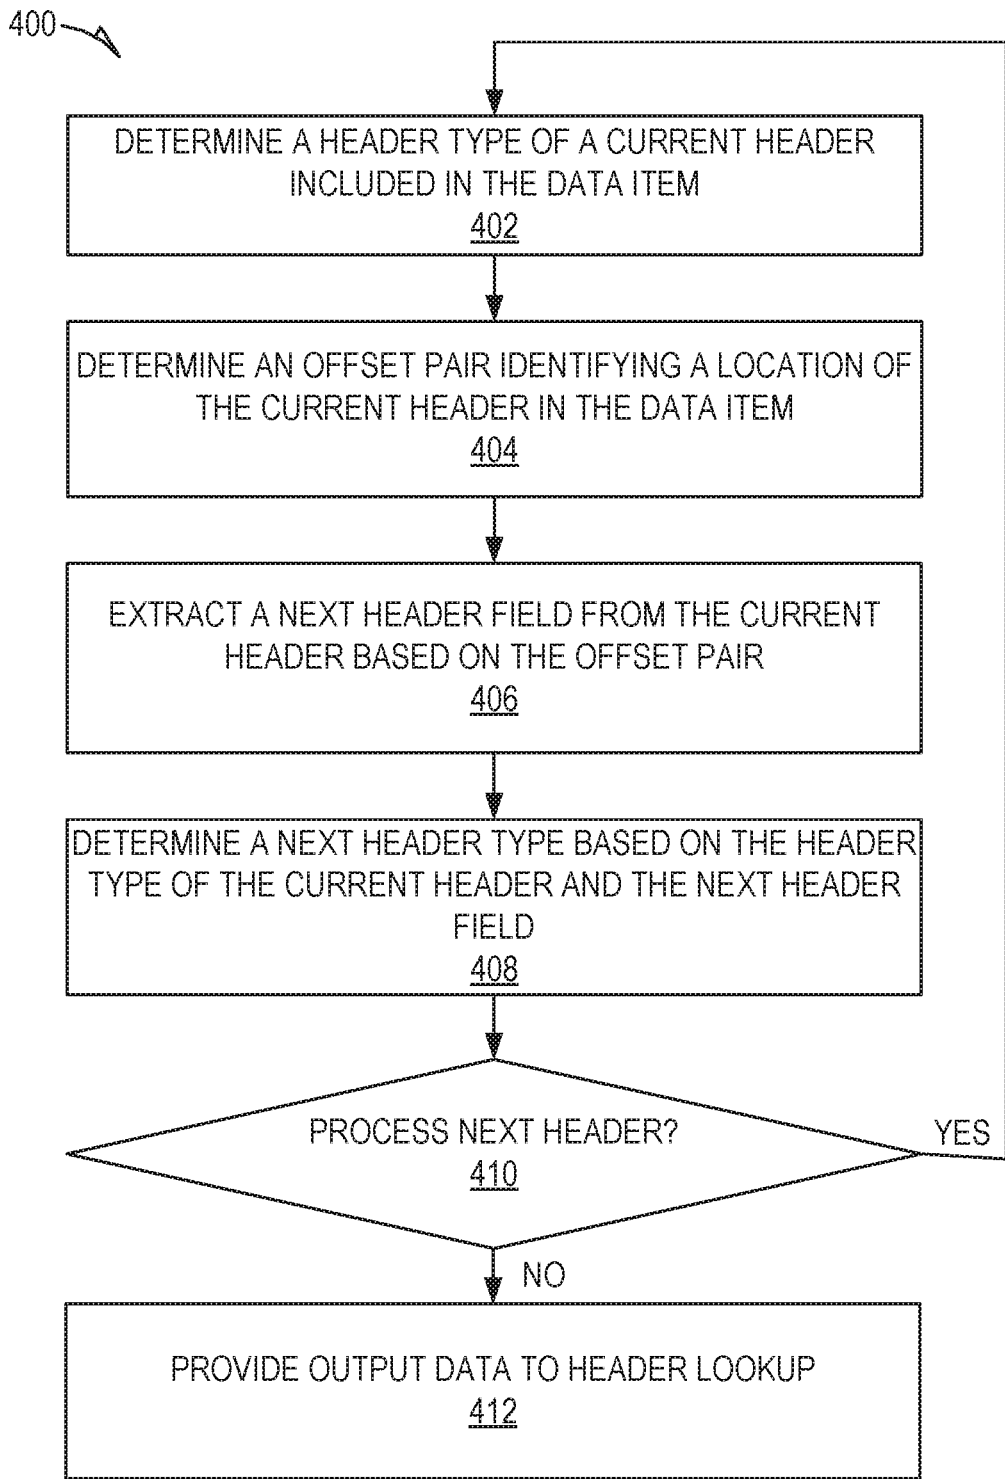 400
DETERMINE A HEADER TYPE OF A CURRENT HEADER
INCLUDED IN THE DATA ITEM
402
DETERMINE AN OFFSET PAIR IDENTIFYING A LOCATION OF
THE CURRENT HEADER IN THE DATA ITEM
404
EXTRACT A NEXT HEADER FIELD FROM THE CURRENT
HEADER BASED ON THE OFFSET PAIR
406
DETERMINE A NEXT HEADER TYPE BASED ON THE HEADER
TYPE OF THE CURRENT HEADER AND THE NEXT HEADER
FIELD
408
PROCESS NEXT HEADER?
410
YES
NO
PROVIDE OUTPUT DATA TO HEADER LOOKUP
412